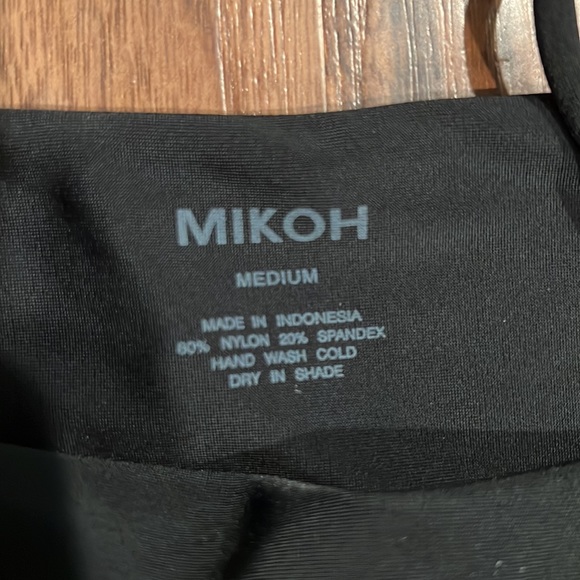 MIKOH
MEDIUM
MADE IN INDONESIA
80% NYLON 20% SPANDEX
HAND WASH COLD
DRY IN SHADE